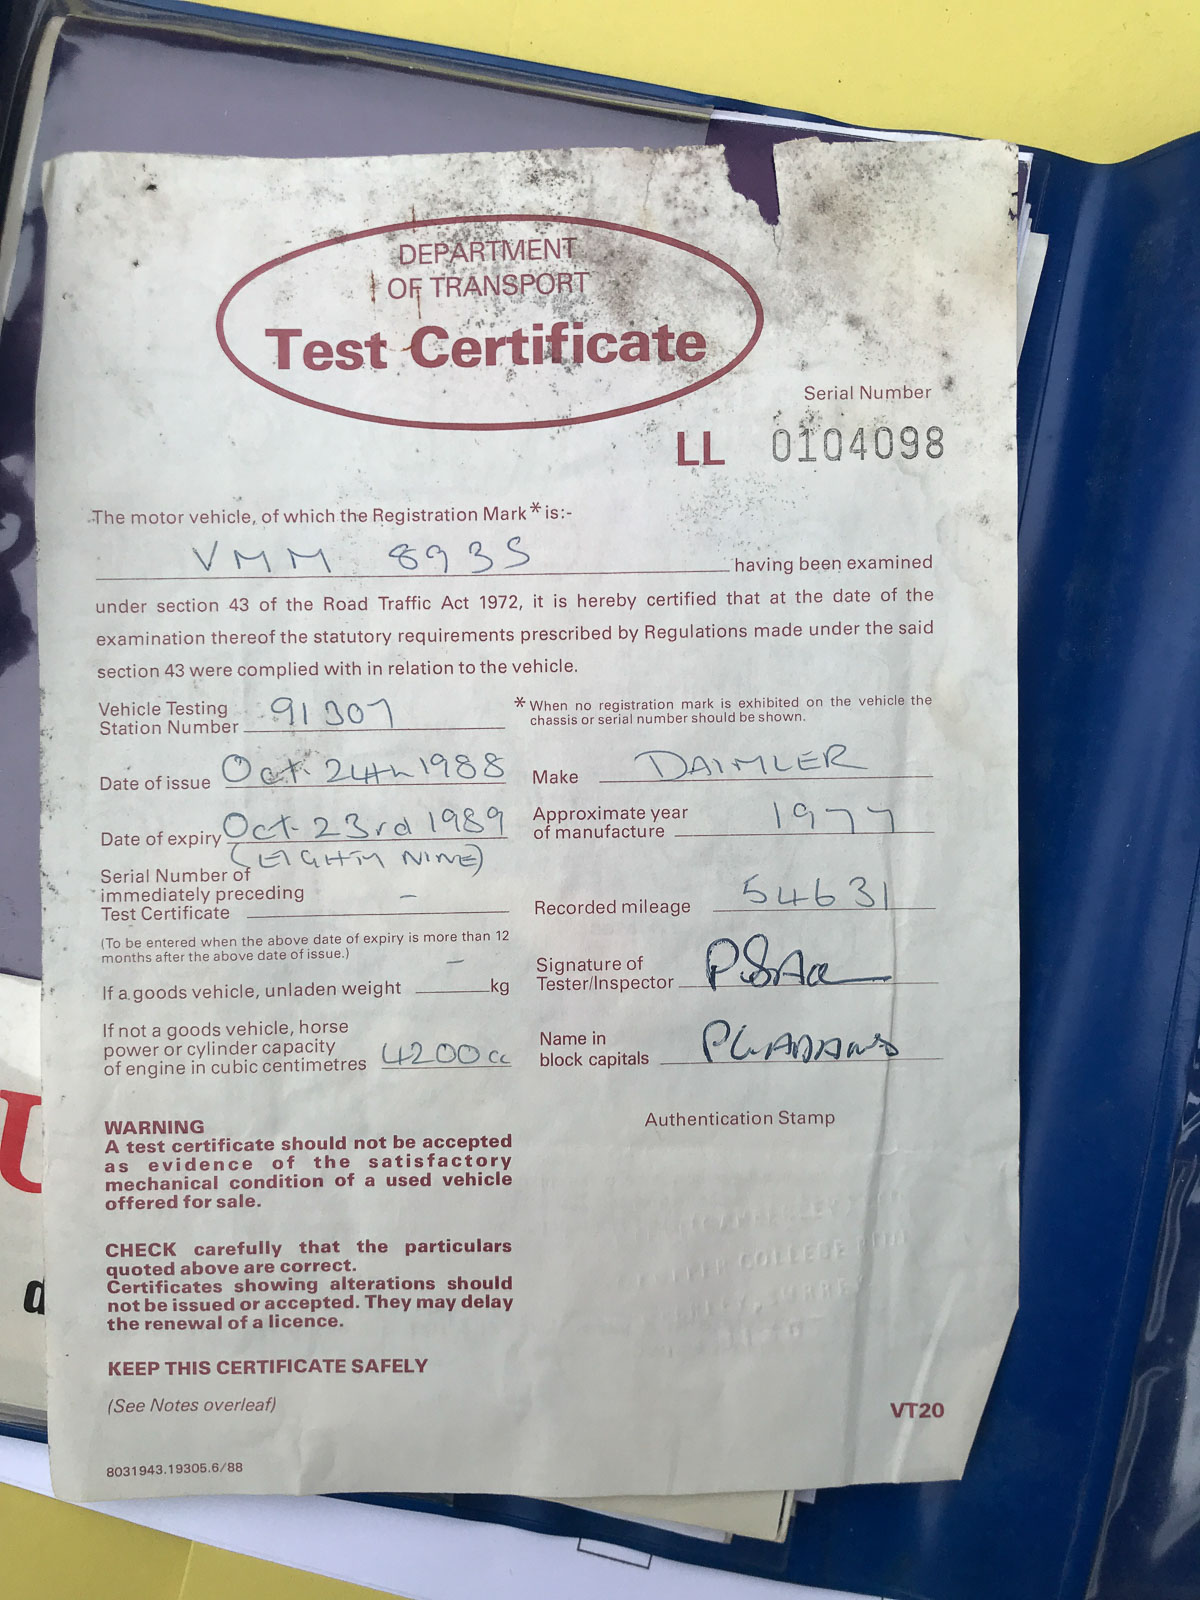 DEPARTMENT
OF TRANSPORT
Test Certificate
Serial Number
LL 0104098
The motor vehicle, of which the Registration Mark * is:-
VMM 893S
having been examined
under section 43 of the Road Traffic Act 1972, it is hereby certified that at the date of the
examination thereof the statutory requirements prescribed by Regulations made under the said
section 43 were complied with in relation to the vehicle.
Vehicle Testing
Station Number 91307
* When no registration mark is exhibited on the vehicle the
chassis or serial number should be shown.
Date of issue Oct. 24th 1988
Make DAIMLER
Date of expiry Oct. 23rd 1989
(EIGHTY NINE)
Approximate year
of manufacture 1977
Serial Number of
immediately preceding
Test Certificate -
Recorded mileage 54631
(To be entered when the above date of expiry is more than 12
months after the above date of issue.)
Signature of
Tester/Inspector
If a goods vehicle, unladen weight - kg
If not a goods vehicle, horse
power or cylinder capacity
of engine in cubic centimetres 4200 cc
Name in
block capitals ADAMS
WARNING
A test certificate should not be accepted
as evidence of the satisfactory
mechanical condition of a used vehicle
offered for sale.
Authentication Stamp
COLLEGE
CHECK carefully that the particulars
quoted above are correct.
Certificates showing alterations should
not be issued or accepted. They may delay
the renewal of a licence.
KEEP THIS CERTIFICATE SAFELY
(See Notes overleaf)
VT20
8031943.19305.6/88